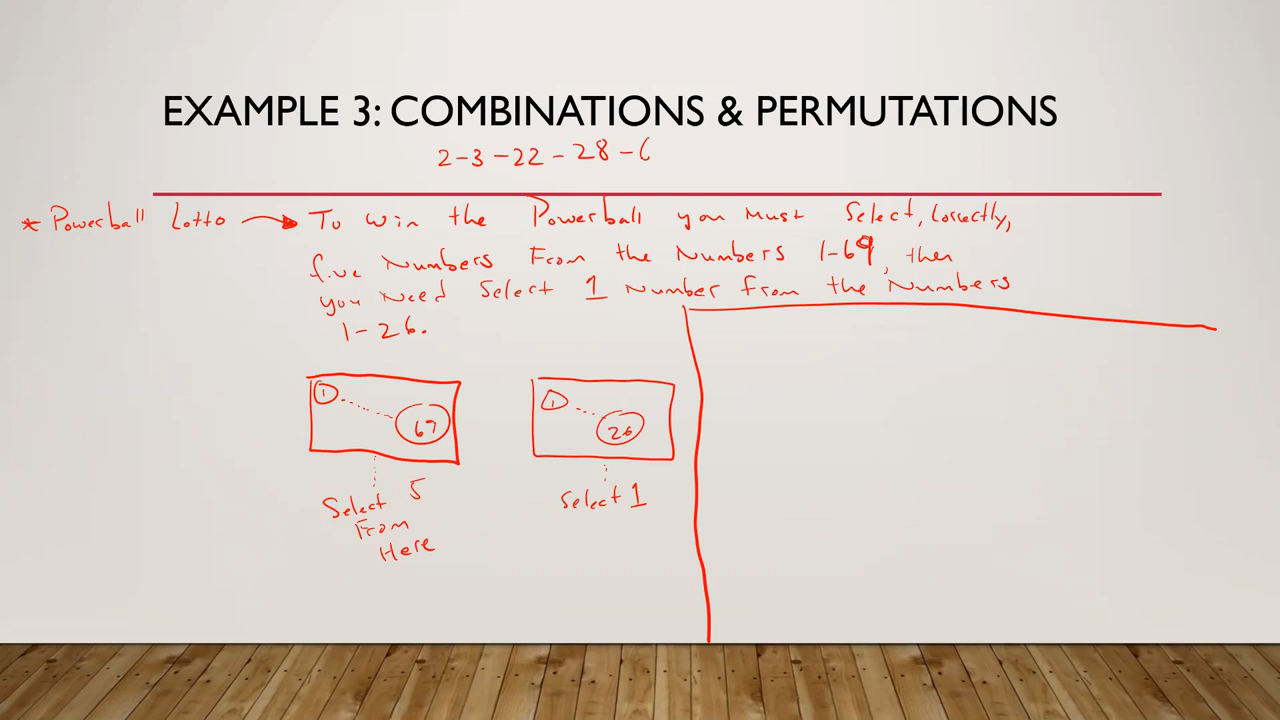 EXAMPLE 3: COMBINATIONS & PERMUTATIONS
2-3-22-28-6
* Powerball Lotto → To win the Powerball you Must Select, Correctly,
five Numbers From the Numbers 1-69, then
you Need Select 1 Number from the Numbers
1-26.
1 69
1 26
Select 5
From
Here
Select 1